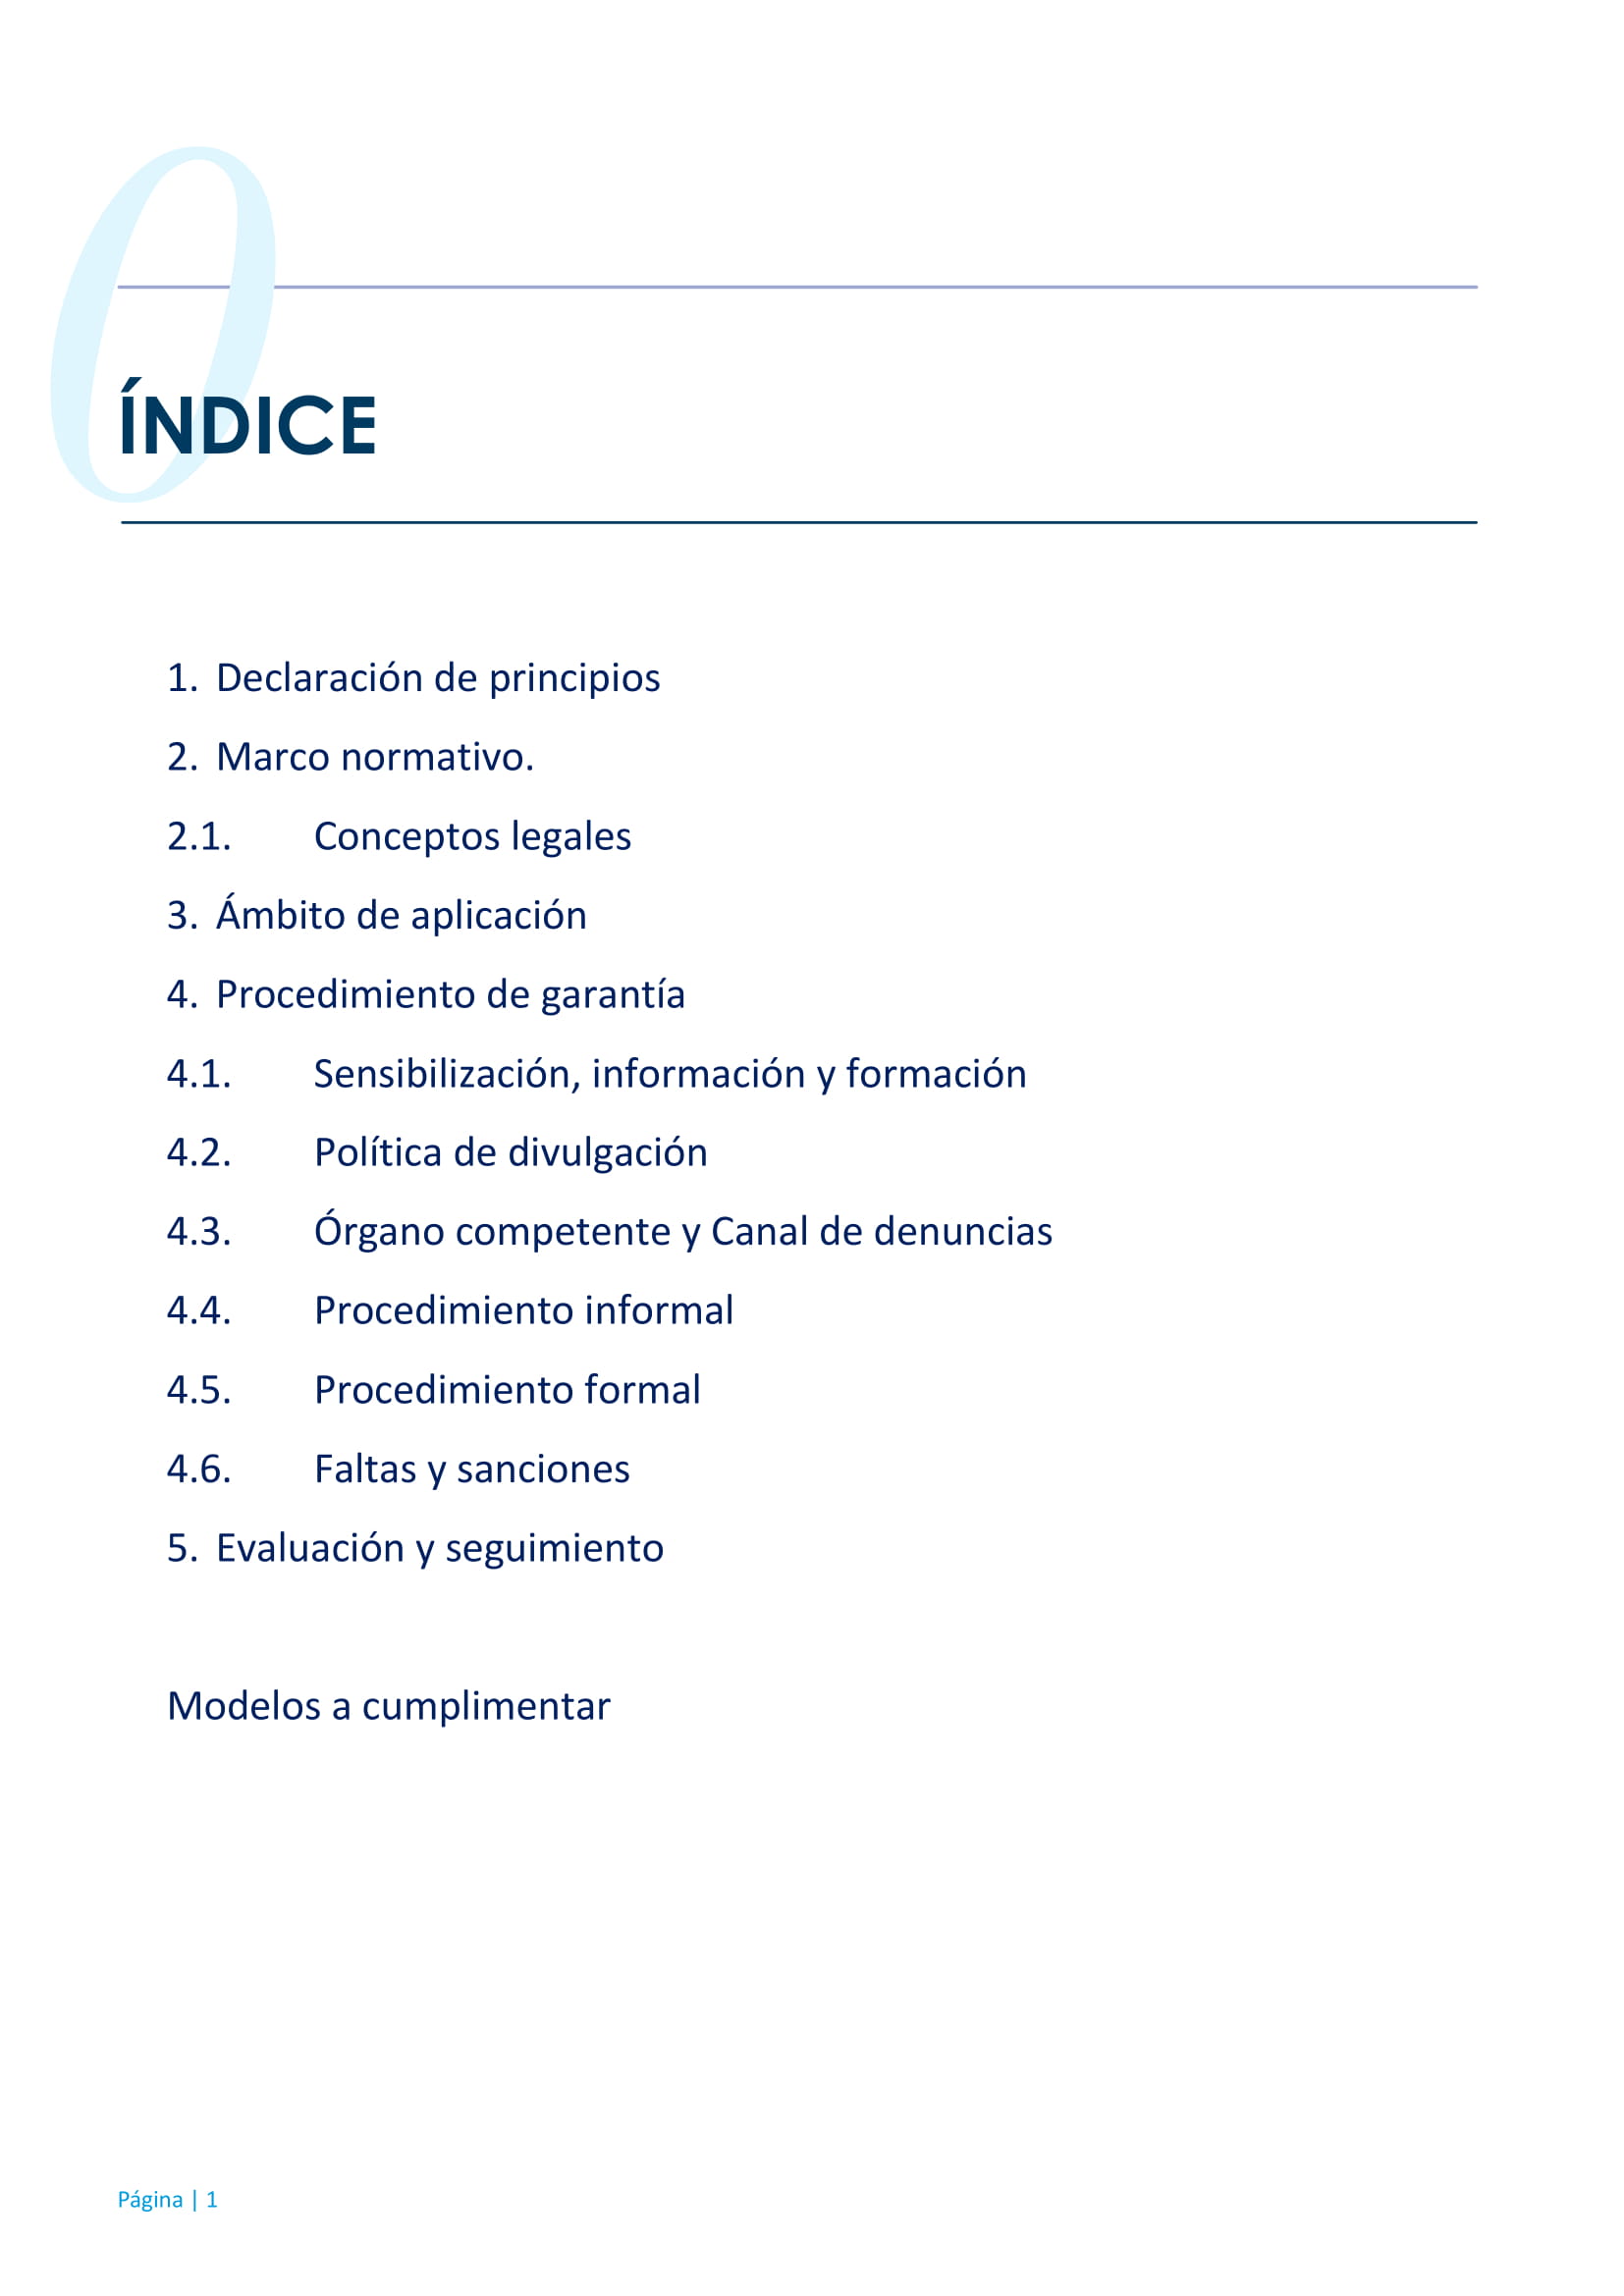 0
ÍNDICE
1. Declaración de principios
2. Marco normativo.
2.1. Conceptos legales
3. Ámbito de aplicación
4. Procedimiento de garantía
4.1. Sensibilización, información y formación
4.2. Política de divulgación
4.3. Órgano competente y Canal de denuncias
4.4. Procedimiento informal
4.5. Procedimiento formal
4.6. Faltas y sanciones
5. Evaluación y seguimiento
Modelos a cumplimentar
Página | 1